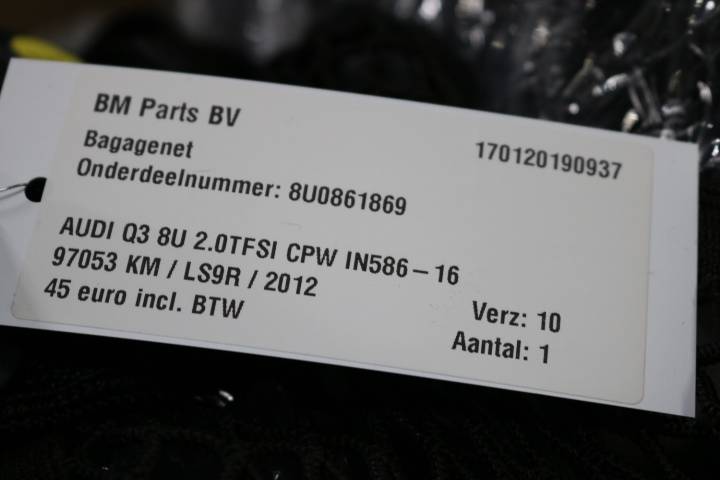 BM Parts BV
Bagagenet
170120190937
Onderdeelnummer: 8U0861869
AUDI Q3 8U 2.0TFSI CPW IN586-16
97053 KM / LS9R / 2012
45 euro incl. BTW
Verz: 10
Aantal: 1